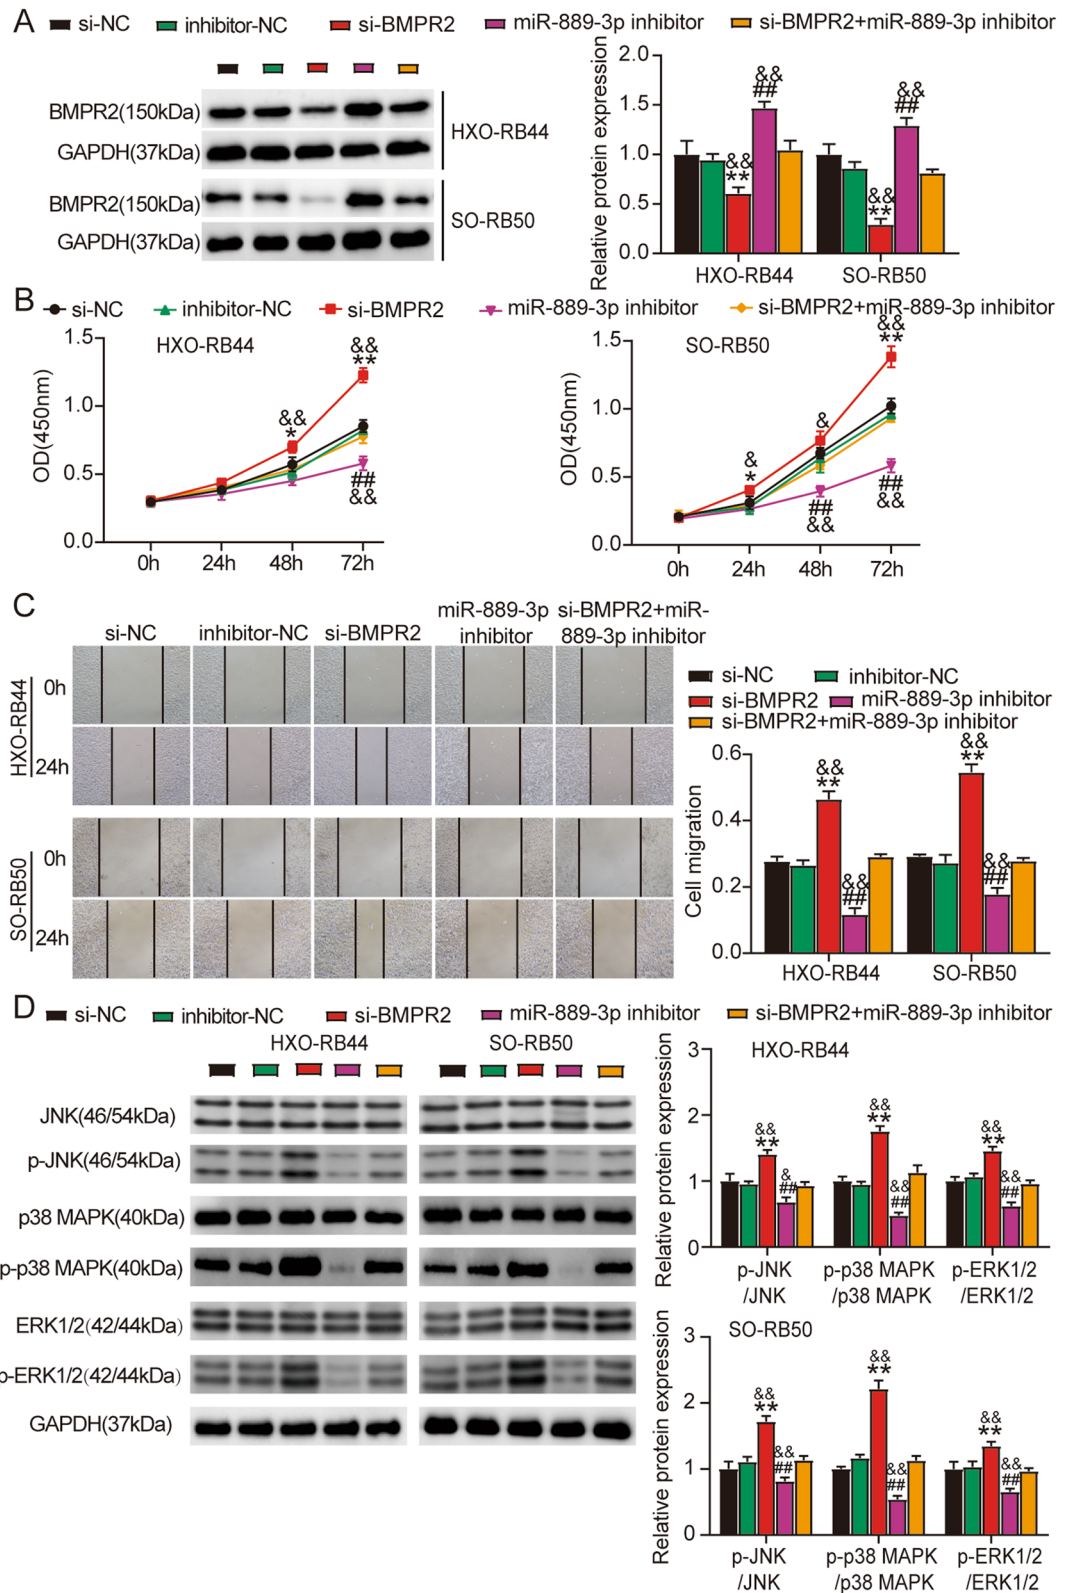 A
si-NC inhibitor-NC si-BMPR2 miR-889-3p inhibitor si-BMPR2+miR-889-3p inhibitor
BMPR2(150kDa)
GAPDH(37kDa)
HXO-RB44
BMPR2(150kDa)
GAPDH(37kDa)
SO-RB50
Relative protein expression
2.0
1.5
1.0
0.5
0.0
&&
**
&&
##
&&
**
&&
##
HXO-RB44 SO-RB50
B
si-NC inhibitor-NC si-BMPR2 miR-889-3p inhibitor si-BMPR2+miR-889-3p inhibitor
HXO-RB44
OD(450nm)
1.5
1.0
0.5
0.0
&&
*
&&
**
##
&&
0h 24h 48h 72h
SO-RB50
OD(450nm)
1.5
1.0
0.5
0.0
&
*
&
##
&&
&&
**
##
&&
0h 24h 48h 72h
C
si-NC inhibitor-NC si-BMPR2 miR-889-3p inhibitor si-BMPR2+miR-889-3p inhibitor
HXO-RB44
0h
24h
SO-RB50
0h
24h
si-NC inhibitor-NC
si-BMPR2 miR-889-3p inhibitor
si-BMPR2+miR-889-3p inhibitor
Cell migration
0.6
0.4
0.2
0.0
&&
**
&&
##
&&
**
&&
##
HXO-RB44 SO-RB50
D
si-NC inhibitor-NC si-BMPR2 miR-889-3p inhibitor si-BMPR2+miR-889-3p inhibitor
HXO-RB44 SO-RB50
JNK(46/54kDa)
p-JNK(46/54kDa)
p38 MAPK(40kDa)
p-p38 MAPK(40kDa)
ERK1/2(42/44kDa)
p-ERK1/2(42/44kDa)
GAPDH(37kDa)
HXO-RB44
Relative protein expression
3
2
1
0
&&
**
&
##
&&
**
&&
##
&&
**
&&
##
p-JNK p-p38 MAPK p-ERK1/2
/JNK /p38 MAPK /ERK1/2
SO-RB50
Relative protein expression
3
2
1
0
&&
**
&&
##
&&
**
&&
##
&&
**
&&
##
p-JNK p-p38 MAPK p-ERK1/2
/JNK /p38 MAPK /ERK1/2